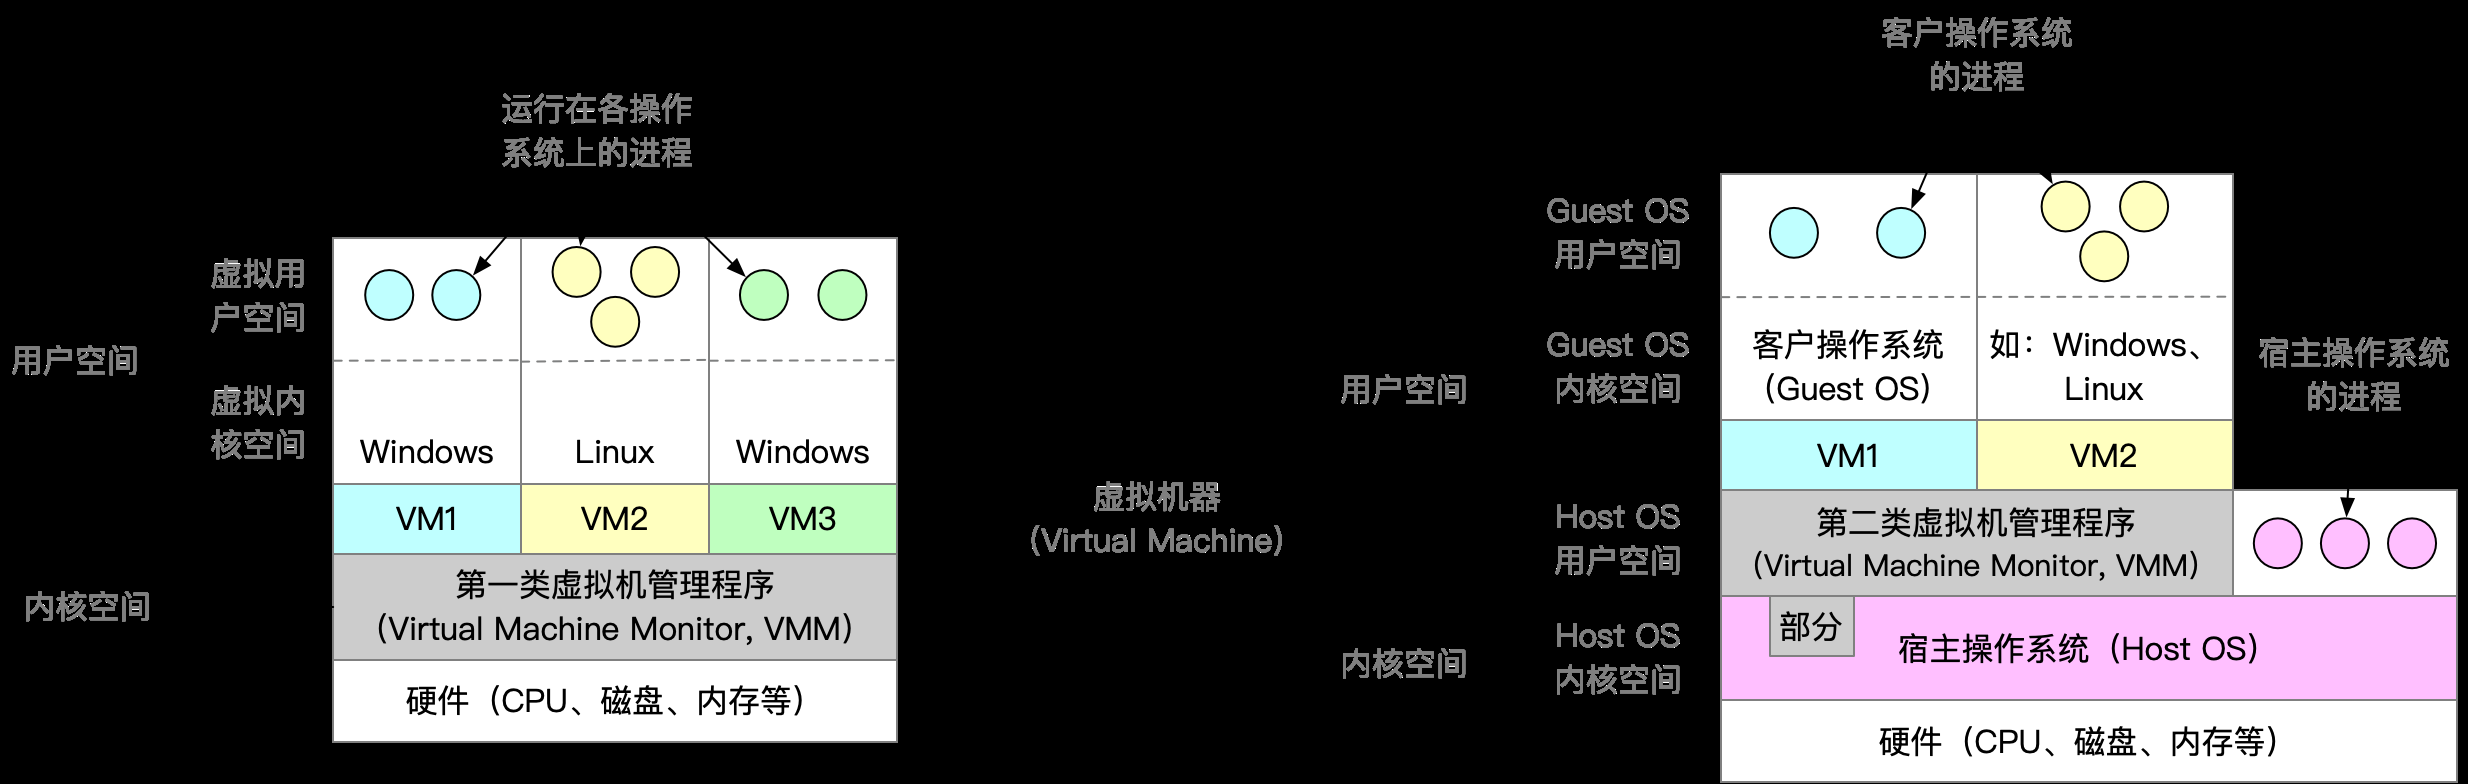 运行在各操作
系统上的进程
虚拟用
户空间
用户空间
虚拟内
核空间
Windows
Linux
Windows
VM1
VM2
VM3
内核空间
第一类虚拟机管理程序
(Virtual Machine Monitor, VMM)
硬件（CPU、磁盘、内存等）
虚拟机器
(Virtual Machine)
客户操作系统
的进程
Guest OS
用户空间
Guest OS
内核空间
用户空间
客户操作系统
(Guest OS)
如：Windows、
Linux
宿主操作系统
的进程
VM1
VM2
Host OS
用户空间
第二类虚拟机管理程序
(Virtual Machine Monitor, VMM)
内核空间
Host OS
内核空间
部分
宿主操作系统（Host OS）
硬件（CPU、磁盘、内存等）